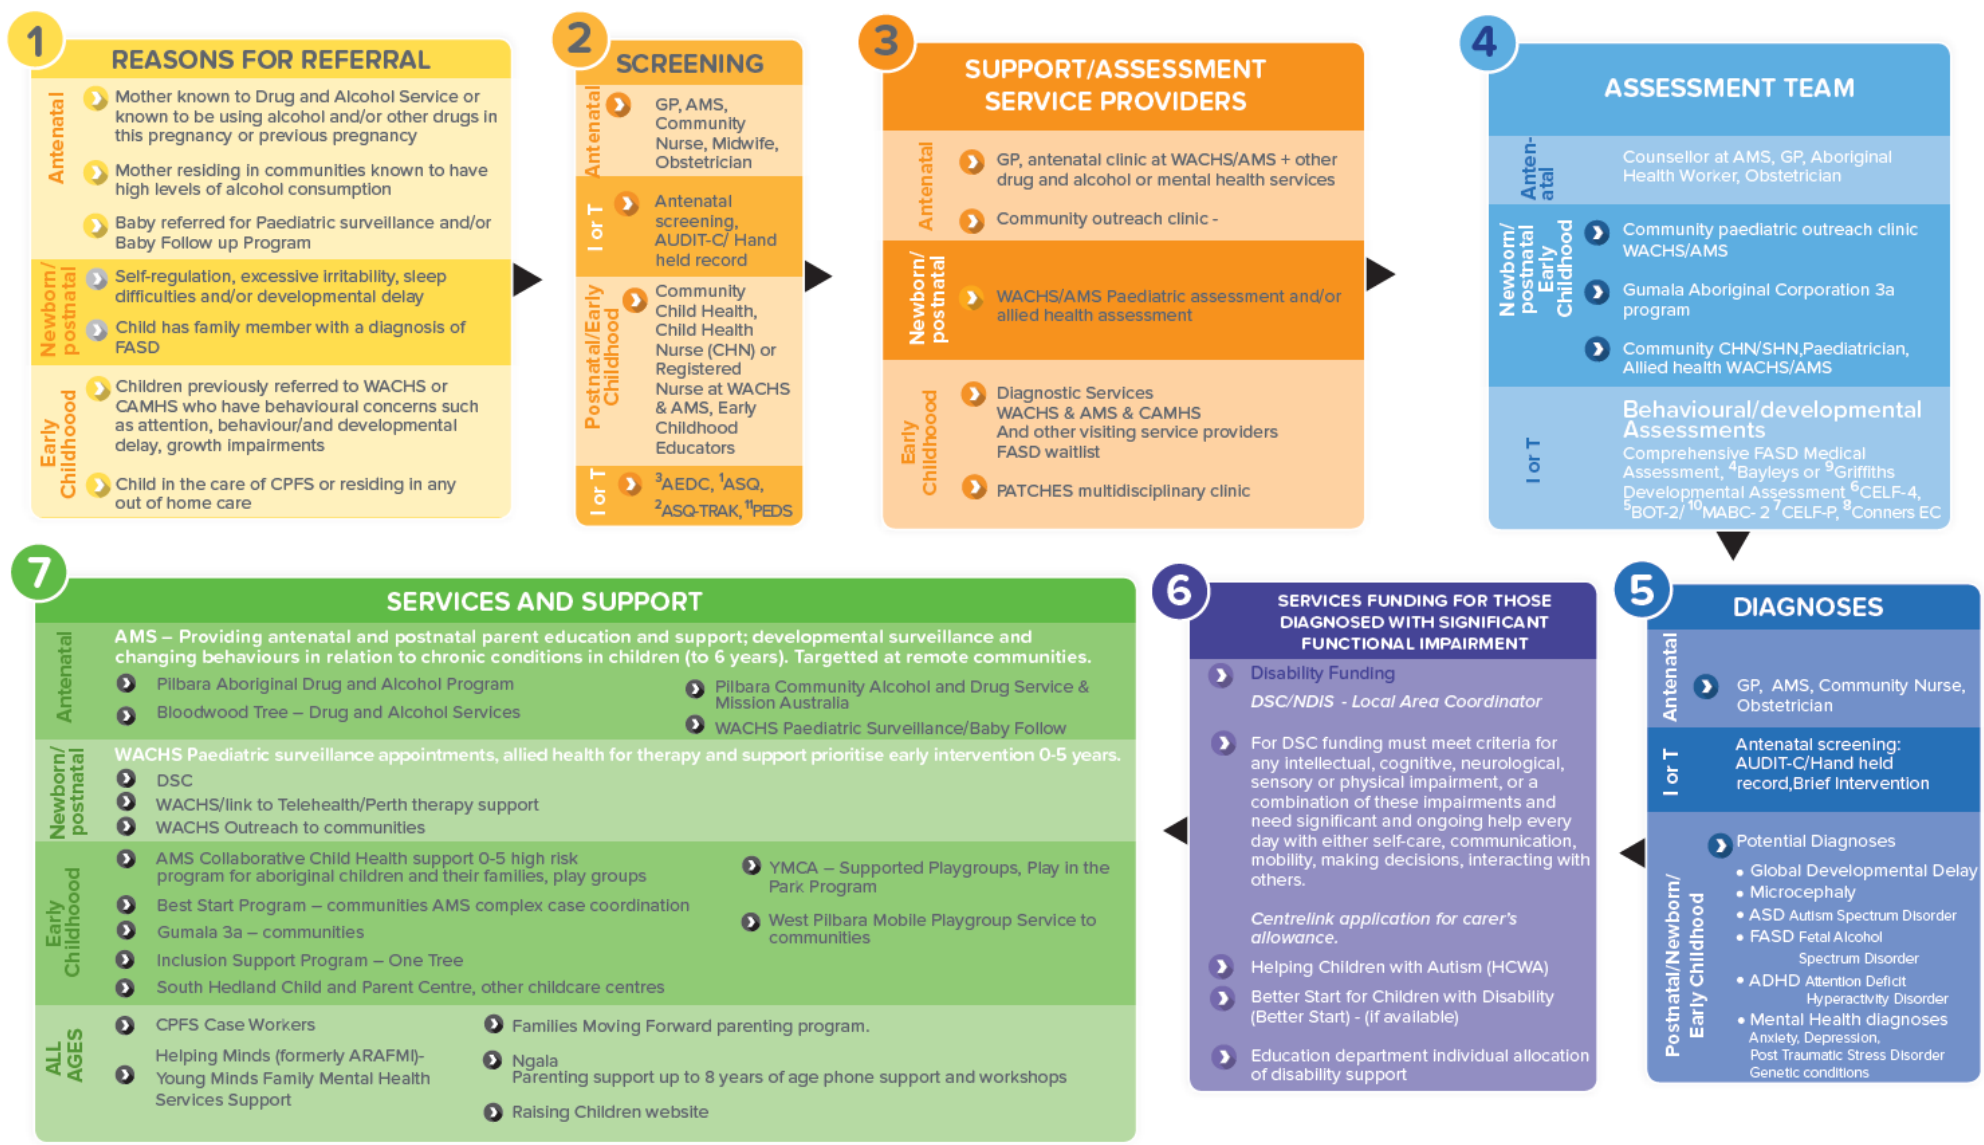 1
REASONS FOR REFERRAL
Antenatal
Mother known to Drug and Alcohol Service or
known to be using alcohol and/or other drugs in
this pregnancy or previous pregnancy
Mother residing in communities known to have
high levels of alcohol consumption
Baby referred for Paediatric surveillance and/or
Baby Follow up Program
Newborn/
postnatal
Self-regulation, excessive irritability, sleep
difficulties and/or developmental delay
Child has family member with a diagnosis of
FASD
Early
Childhoood
Children previously referred to WACHS or
CAMHS who have behavioural concerns such
as attention, behaviour/and developmental
delay, growth impairments
Child in the care of CPFS or residing in any
out of home care
2
SCREENING
Antenatal
GP, AMS,
Community
Nurse, Midwife,
Obstetrician
I or T
Antenatal
screening,
AUDIT-C/ Hand
held record
Postnatal/Early
Childhood
Community
Child Health,
Child Health
Nurse (CHN) or
Registered
Nurse at WACHS
& AMS, Early
Childhood
Educators
I or T
³AEDC, ¹ASQ,
²ASQ-TRAK, ¹¹PEDS
3
SUPPORT/ASSESSMENT
SERVICE PROVIDERS
Antenatal
GP, antenatal clinic at WACHS/AMS + other
drug and alcohol or mental health services
Community outreach clinic -
Newborn/
postnatal
WACHS/AMS Paediatric assessment and/or
allied health assessment
Early
Childhoood
Diagnostic Services
WACHS & AMS & CAMHS
And other visiting service providers
FASD waitlist
PATCHES multidisciplinary clinic
4
ASSESSMENT TEAM
Anten-
atal
Counsellor at AMS, GP, Aboriginal
Health Worker, Obstetrician
Newborn/
postnatal
Early
Childhood
Community paediatric outreach clinic
WACHS/AMS
Gumala Aboriginal Corporation 3a
program
Community CHN/SHN,Paediatrician,
Allied health WACHS/AMS
I or T
Behavioural/developmental
Assessments
Comprehensive FASD Medical
Assessment, ⁴Bayleys or ⁹Griffiths
Developmental Assessment ⁶CELF-4,
⁵BOT-2/ ¹⁰MABC- 2 ⁷CELF-P, ⁸Conners EC
5
DIAGNOSES
Antenatal
GP, AMS, Community Nurse,
Obstetrician
I or T
Antenatal screening:
AUDIT-C/Hand held
record,Brief Intervention
Postnatal/Newborn/
Early Childhood
Potential Diagnoses
• Global Developmental Delay
• Microcephaly
• ASD Autism Spectrum Disorder
• FASD Fetal Alcohol
Spectrum Disorder
• ADHD Attention Deficit
Hyperactivity Disorder
• Mental Health diagnoses
Anxiety, Depression,
Post Traumatic Stress Disorder
Genetic conditions
6
SERVICES FUNDING FOR THOSE
DIAGNOSED WITH SIGNIFICANT
FUNCTIONAL IMPAIRMENT
Disability Funding
DSC/NDIS - Local Area Coordinator
For DSC funding must meet criteria for
any intellectual, cognitive, neurological,
sensory or physical impairment, or a
combination of these impairments and
need significant and ongoing help every
day with either self-care, communication,
mobility, making decisions, interacting with
others.
Centrelink application for carer's
allowance.
Helping Children with Autism (HCWA)
Better Start for Children with Disability
(Better Start) - (if available)
Education department individual allocation
of disability support
7
SERVICES AND SUPPORT
Antenatal
AMS – Providing antenatal and postnatal parent education and support; developmental surveillance and
changing behaviours in relation to chronic conditions in children (to 6 years). Targetted at remote communities.
Pilbara Aboriginal Drug and Alcohol Program
Bloodwood Tree – Drug and Alcohol Services
Pilbara Community Alcohol and Drug Service &
Mission Australia
WACHS Paediatric Surveillance/Baby Follow
Newborn/
postnatal
WACHS Paediatric surveillance appointments, allied health for therapy and support prioritise early intervention 0-5 years.
DSC
WACHS/link to Telehealth/Perth therapy support
WACHS Outreach to communities
Early
Childhoood
AMS Collaborative Child Health support 0-5 high risk
program for aboriginal children and their families, play groups
Best Start Program – communities AMS complex case coordination
Gumala 3a – communities
Inclusion Support Program – One Tree
South Hedland Child and Parent Centre, other childcare centres
YMCA – Supported Playgroups, Play in the
Park Program
West Pilbara Mobile Playgroup Service to
communities
ALL
AGES
CPFS Case Workers
Helping Minds (formerly ARAFMI)-
Young Minds Family Mental Health
Services Support
Families Moving Forward parenting program.
Ngala
Parenting support up to 8 years of age phone support and workshops
Raising Children website